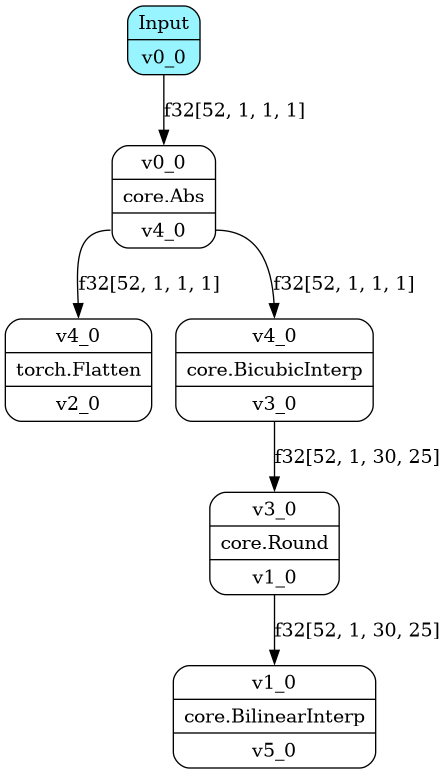 Input
v0_0
f32[52, 1, 1, 1]
v0_0
core.Abs
v4_0
f32[52, 1, 1, 1]
f32[52, 1, 1, 1]
v4_0
torch.Flatten
v2_0
v4_0
core.BicubicInterp
v3_0
f32[52, 1, 30, 25]
v3_0
core.Round
v1_0
f32[52, 1, 30, 25]
v1_0
core.BilinearInterp
v5_0